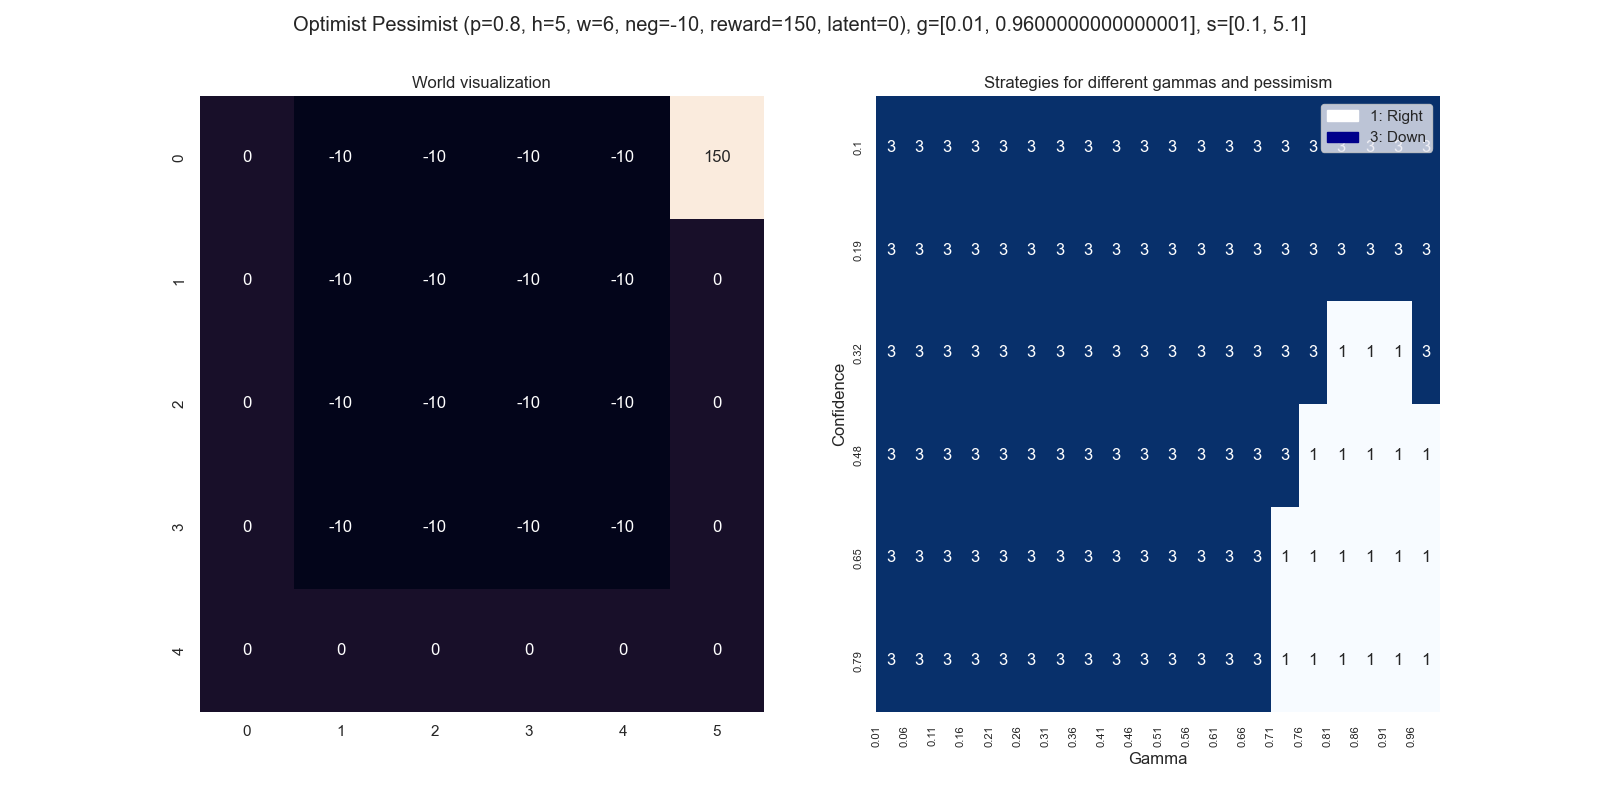 Optimist Pessimist (p=0.8, h=5, w=6, neg=-10, reward=150, latent=0), g=[0.01, 0.9600000000000001], s=[0.1, 5.1]
World visualization
0 0 -10 -10 -10 -10 150
1 0 -10 -10 -10 -10 0
2 0 -10 -10 -10 -10 0
3 0 -10 -10 -10 -10 0
4 0 0 0 0 0 0
0 1 2 3 4 5
Strategies for different gammas and pessimism
1: Right
3: Down
Confidence
0.1 3 3 3 3 3 3 3 3 3 3 3 3 3 3 3 3 3 3 3 3
0.19 3 3 3 3 3 3 3 3 3 3 3 3 3 3 3 3 3 3 3 3
0.32 3 3 3 3 3 3 3 3 3 3 3 3 3 3 3 3 1 1 1 3
0.48 3 3 3 3 3 3 3 3 3 3 3 3 3 3 3 1 1 1 1 1
0.65 3 3 3 3 3 3 3 3 3 3 3 3 3 3 1 1 1 1 1 1
0.79 3 3 3 3 3 3 3 3 3 3 3 3 3 3 1 1 1 1 1 1
0.01 0.06 0.11 0.16 0.21 0.26 0.31 0.36 0.41 0.46 0.51 0.56 0.61 0.66 0.71 0.76 0.81 0.86 0.91 0.96
Gamma